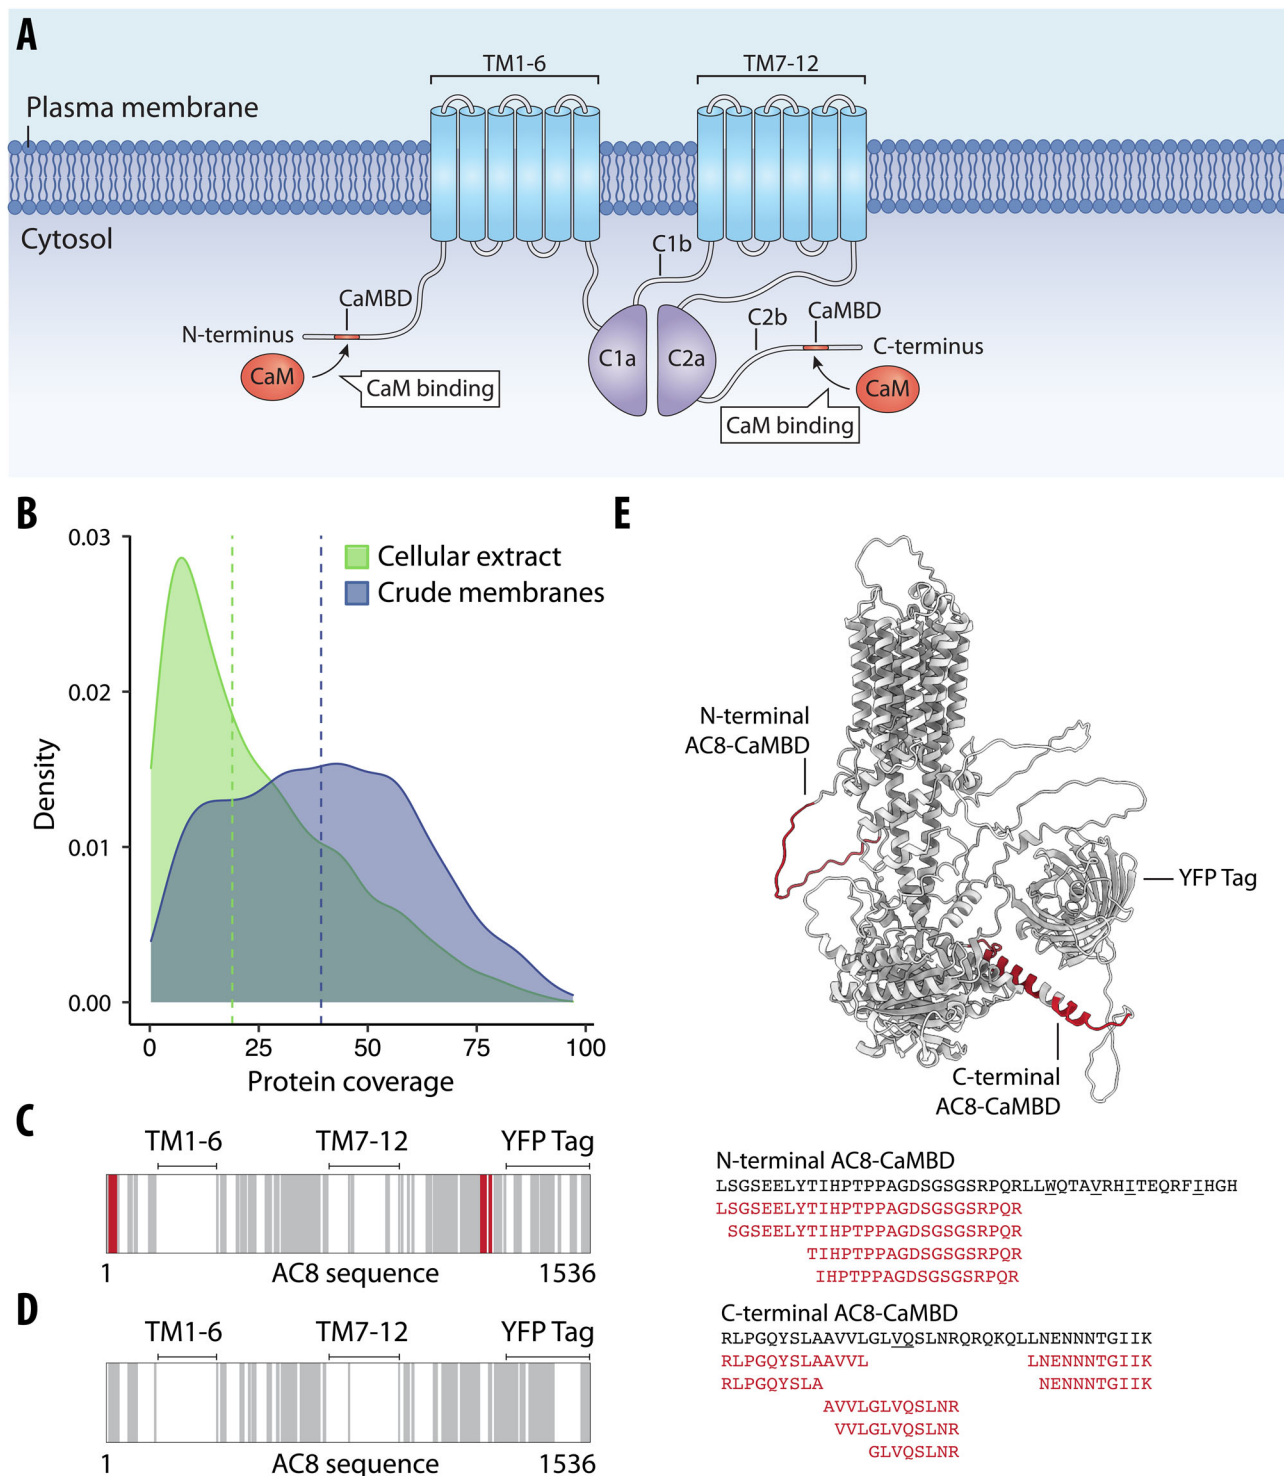 A
TM1-6
TM7-12
Plasma membrane
Cytosol
C1b
CaMBD
N-terminus
C2b
CaMBD
C-terminus
C1a
C2a
CaM
CaM binding
CaM
CaM binding
B
0.03
0.02
0.01
0.00
Density
Cellular extract
Crude membranes
0
25
50
75
100
Protein coverage
E
N-terminal
AC8-CaMBD
YFP Tag
C-terminal
AC8-CaMBD
C
TM1-6
TM7-12
YFP Tag
1
AC8 sequence
1536
D
TM1-6
TM7-12
YFP Tag
1
AC8 sequence
1536
N-terminal AC8-CaMBD
LSGSEELYTIHPTPPAGDSGSGSRPQRLLWQTAVRHITEQRFIHGH
LSGSEELYTIHPTPPAGDSGSGSRPQR
SGSEELYTIHPTPPAGDSGSGSRPQR
TIHPTPPAGDSGSGSRPQR
IHPTPPAGDSGSGSRPQR
C-terminal AC8-CaMBD
RLPGQYSLAAVVLGLVQSLNRQRQKQLLNENNNTGIIK
RLPGQYSLAAVVL LNENNNTGIIK
RLPGQYSLA NENNNTGIIK
AVVLGLVQSLNR
VVLGLVQSLNR
GLVQSLNR